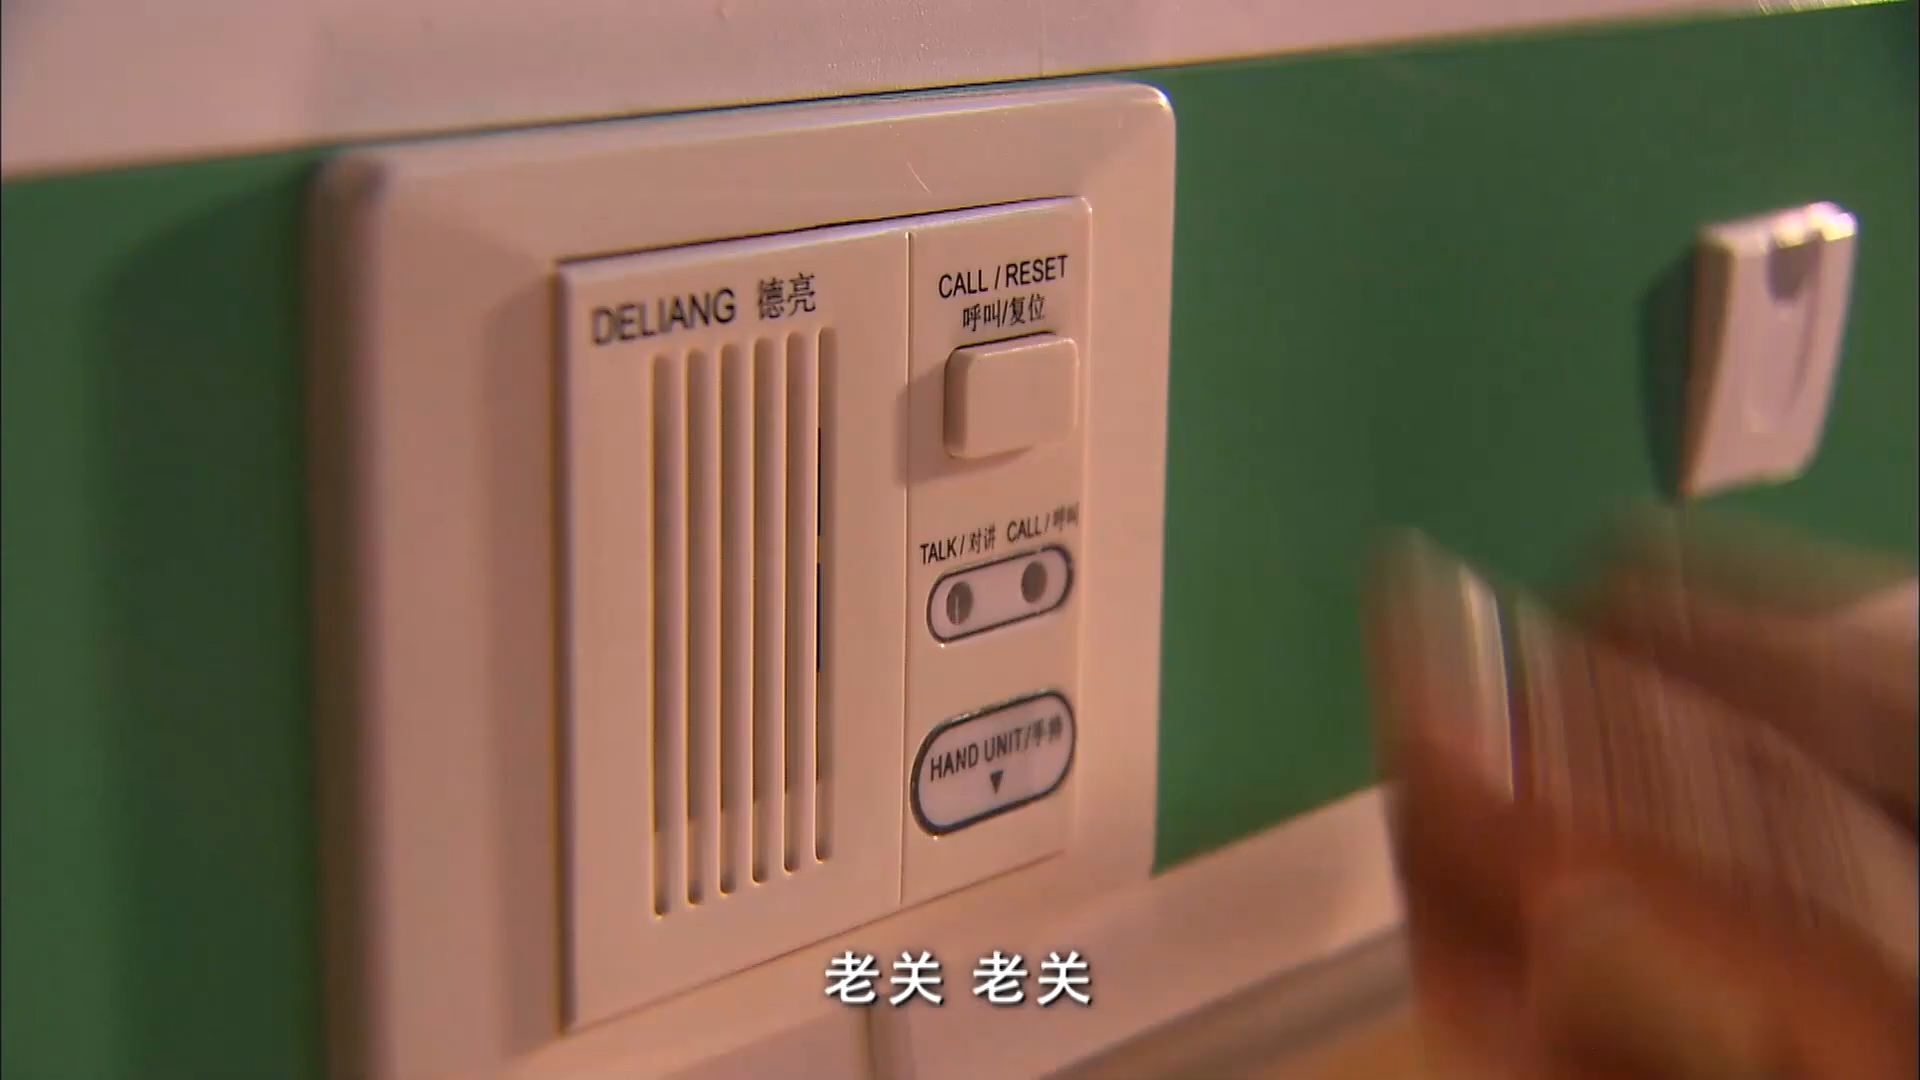 DELIANG 德亮
CALL / RESET
呼叫/复位
TALK / 对讲 CALL / 呼叫
HAND UNIT/手持
老关 老关